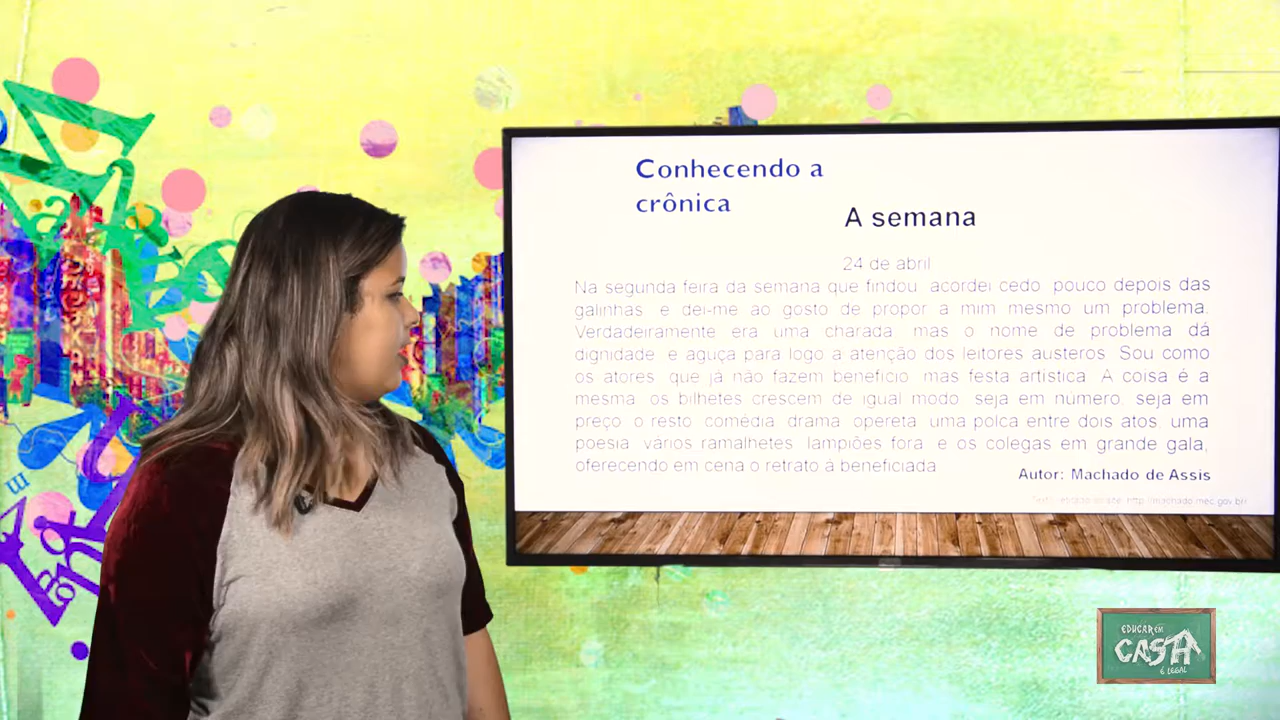 Conhecendo a
crônica
A semana
24 de abril
Na segunda feira da semana que findou acordei cedo pouco depois das
galinhas e dei-me ao gosto de propor a mim mesmo um problema.
Verdadeiramente era uma charada mas o nome de problema dá
dignidade e aguça para logo a atenção dos leitores austeros Sou como
os atores que já não fazem benefício mas festa artística A coisa é a
mesma os bilhetes crescem de igual modo seja em número, seja em
preço o resto comédia drama opereta uma polca entre dois atos uma
poesia vários ramalhetes lampiões fora e os colegas em grande gala,
oferecendo em cena o retrato à beneficiada
Autor: Machado de Assis
http://machado.mec.gov.br/
EDUCAR EM
CASA
É LEGAL